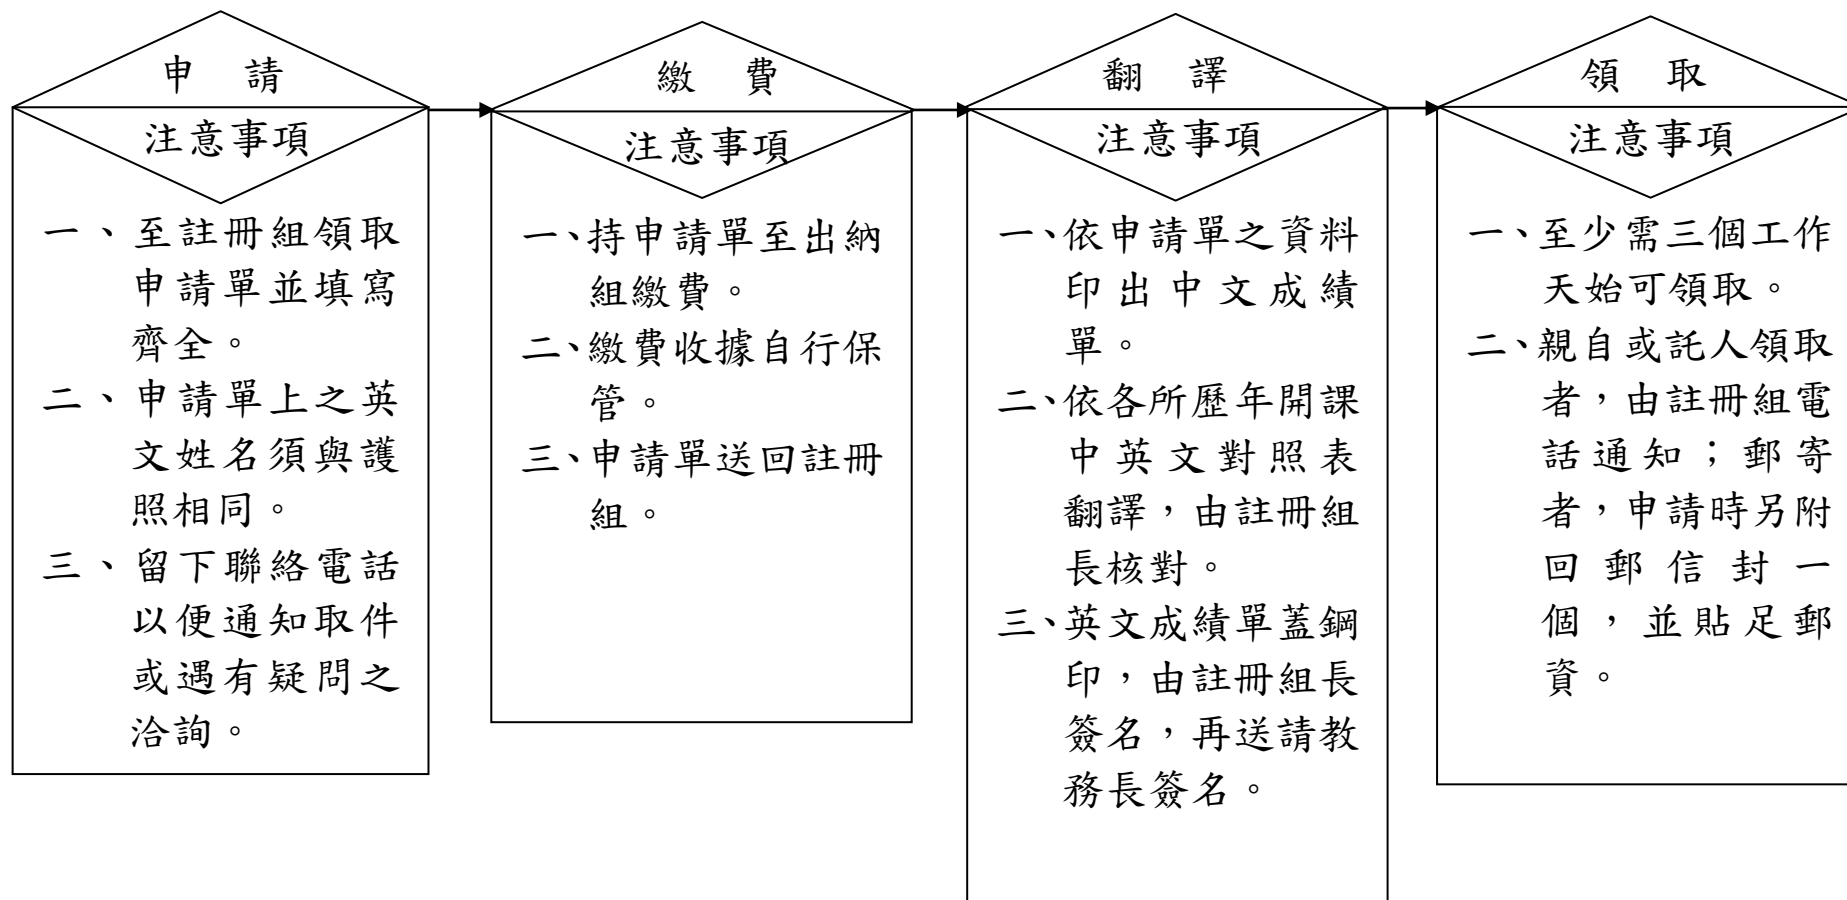 申　請
注意事項
一、至註冊組領取
申請單並填寫
齊全。
二、申請單上之英
文姓名須與護
照相同。
三、留下聯絡電話
以便通知取件
或遇有疑問之
洽詢。
繳　費
注意事項
一、持申請單至出納
組繳費。
二、繳費收據自行保
管。
三、申請單送回註冊
組。
翻　譯
注意事項
一、依申請單之資料
印出中文成績
單。
二、依各所歷年開課
中英文對照表
翻譯，由註冊組
長核對。
三、英文成績單蓋鋼
印，由註冊組長
簽名，再送請教
務長簽名。
領　取
注意事項
一、至少需三個工作
天始可領取。
二、親自或託人領取
者，由註冊組電
話通知；郵寄
者，申請時另附
回郵信封一
個，並貼足郵
資。